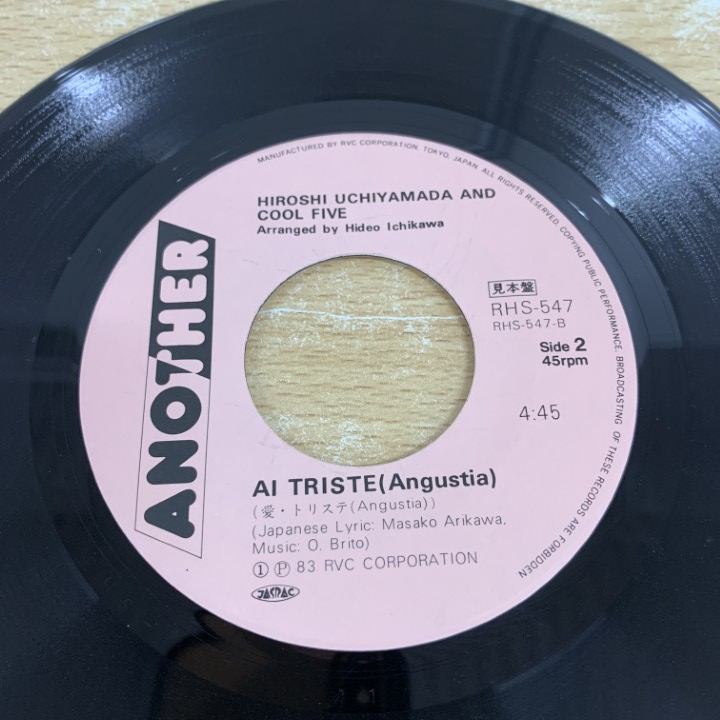 MANUFACTURED BY RVC CORPORATION, TOKYO, JAPAN. ALL RIGHTS RESERVED. COPYING PUBLIC PERFORMANCE. BROADCASTING OF THESE RECORDS ARE FORBIDDEN
HIROSHI UCHIYAMADA AND
COOL FIVE
Arranged by Hideo Ichikawa
ANOTHER
見本盤
RHS-547
RHS-547-B
Side 2
45rpm
4:45
AI TRISTE(Angustia)
(愛・トリステ(Angustia))
(Japanese Lyric: Masako Arikawa,
Music: O. Brito)
① Ⓟ 83 RVC CORPORATION
JASRAC